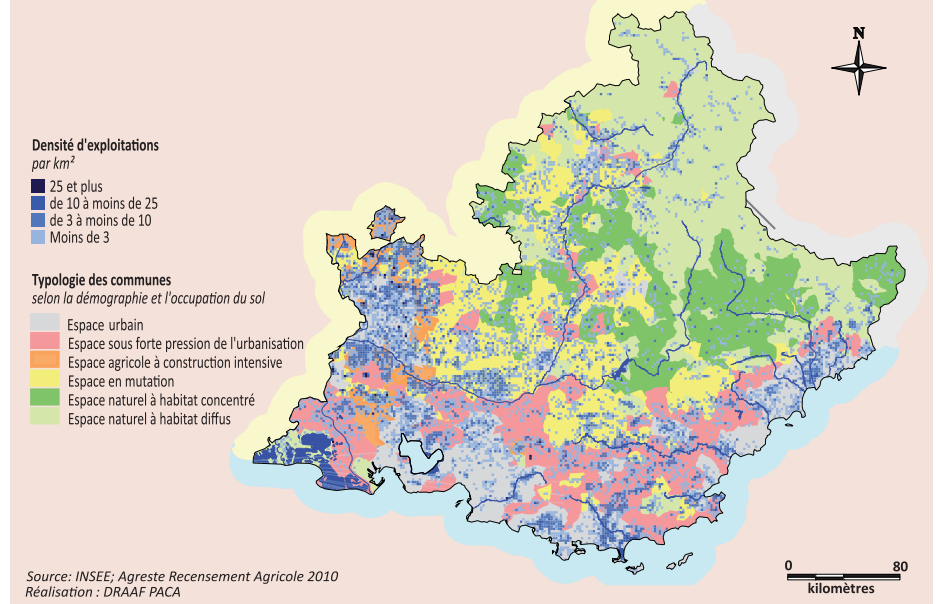 N
Densité d'exploitations
par km²
25 et plus
de 10 à moins de 25
de 3 à moins de 10
Moins de 3
Typologie des communes
selon la démographie et l'occupation du sol
Espace urbain
Espace sous forte pression de l'urbanisation
Espace agricole à construction intensive
Espace en mutation
Espace naturel à habitat concentré
Espace naturel à habitat diffus
Source: INSEE; Agreste Recensement Agricole 2010
Réalisation : DRAAF PACA
0 80
kilomètres